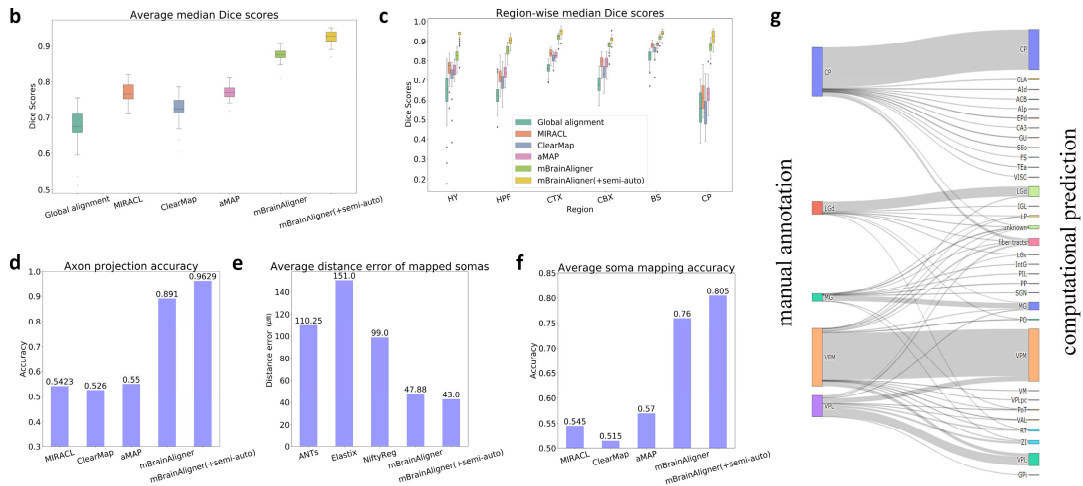 b
Average median Dice scores
Dice Scores
0.9
0.8
0.7
0.6
0.5
Global alignment
MIRACL
ClearMap
aMAP
mBrainAligner
mBrainAligner(+semi-auto)
c
Region-wise median Dice scores
Dice Scores
1.0
0.9
0.8
0.7
0.6
0.5
0.4
0.3
0.2
Global alignment
MIRACL
ClearMap
aMAP
mBrainAligner
mBrainAligner(+semi-auto)
HY
HPF
CTX
CBX
BS
CP
Region
d
Axon projection accuracy
Accuracy
1.0
0.9
0.8
0.7
0.6
0.5
0.4
0.3
0.5423
0.526
0.55
0.891
0.9629
MIRACL
ClearMap
aMAP
mBrainAligner
mBrainAligner(+semi-auto)
e
Average distance error of mapped somas
Distance error (μm)
160
140
120
100
80
60
40
20
0
110.25
151.0
99.0
47.88
43.0
ANTs
Elastix
NiftyReg
mBrainAligner
mBrainAligner(+semi-auto)
f
Average soma mapping accuracy
Accuracy
0.85
0.80
0.75
0.70
0.65
0.60
0.55
0.50
0.545
0.515
0.57
0.76
0.805
MIRACL
ClearMap
aMAP
mBrainAligner
mBrainAligner(+semi-auto)
g
manual annotation
computational prediction
CP
LGd
MG
VPM
VPL
CP
CLA
AId
ACB
AIp
EPd
CA3
GU
FS
TEa
VISC
LGd
IGL
LP
unknown
fiber tracts
LGv
IntG
PIL
PP
SGN
MG
PO
VPM
VM
VPLpc
PoT
VAL
RT
ZI
VPL
GPi